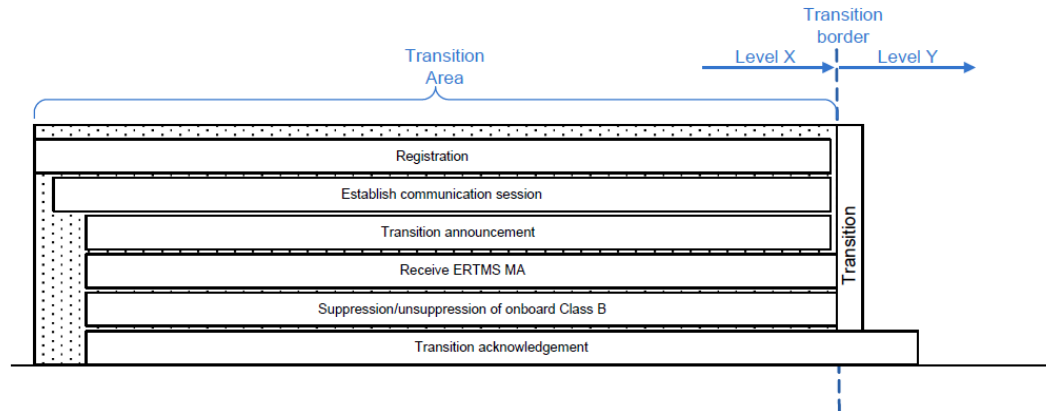 Transition
border
Transition
Area
Level X
Level Y
Registration
Establish communication session
Transition announcement
Receive ERTMS MA
Suppression/unsuppression of onboard Class B
Transition acknowledgement
Transition